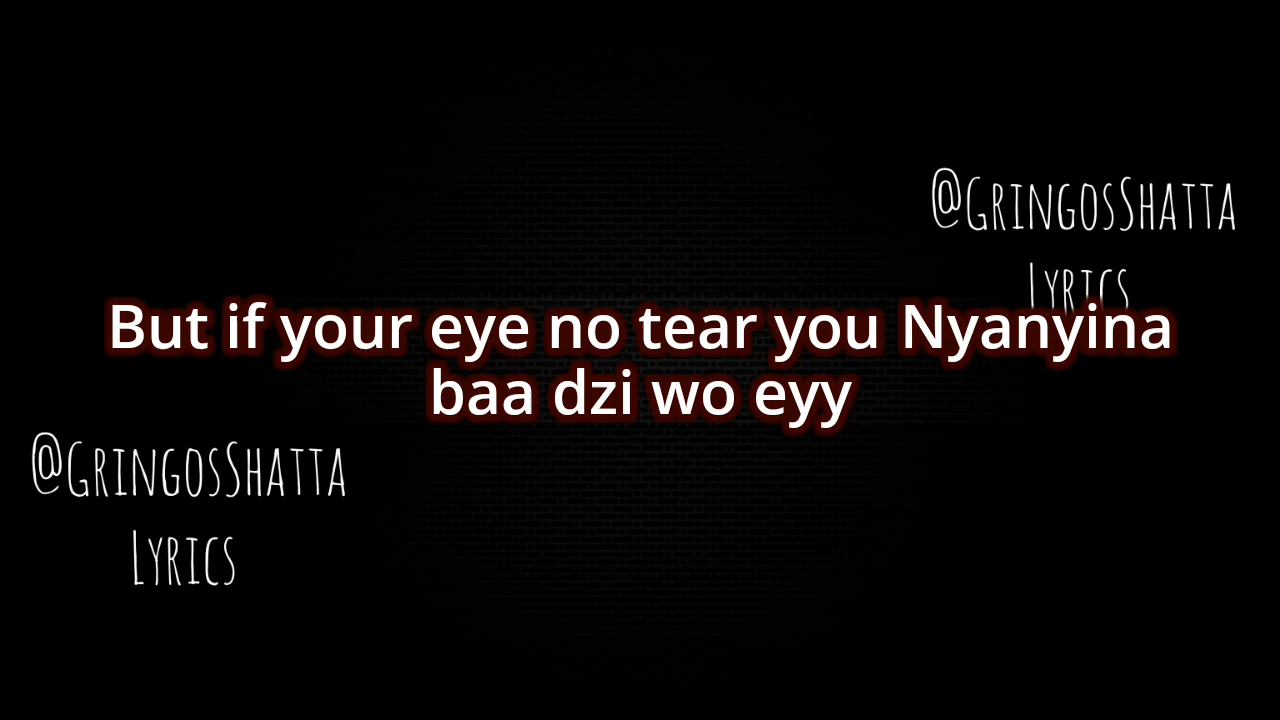 @GringosShatta
Lyrics
But if your eye no tear you Nyanyina
baa dzi wo eyy
@GringosShatta
Lyrics